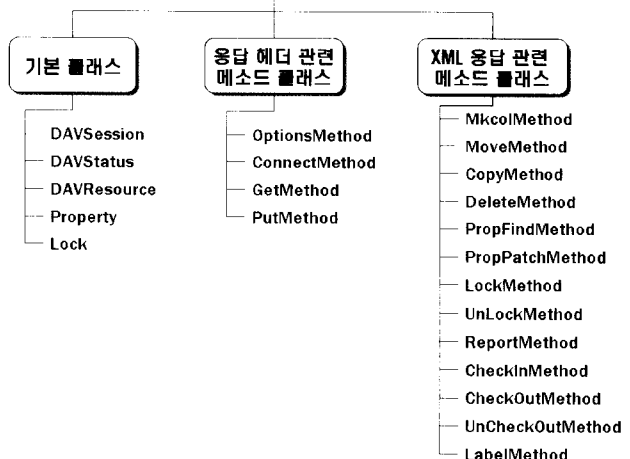 기본 클래스
DAVSession
DAVStatus
DAVResource
Property
Lock
응답 헤더 관련
메소드 클래스
OptionsMethod
ConnectMethod
GetMethod
PutMethod
XML 응답 관련
메소드 클래스
MkcolMethod
MoveMethod
CopyMethod
DeleteMethod
PropFindMethod
PropPatchMethod
LockMethod
UnLockMethod
ReportMethod
CheckInMethod
CheckOutMethod
UnCheckOutMethod
LabelMethod